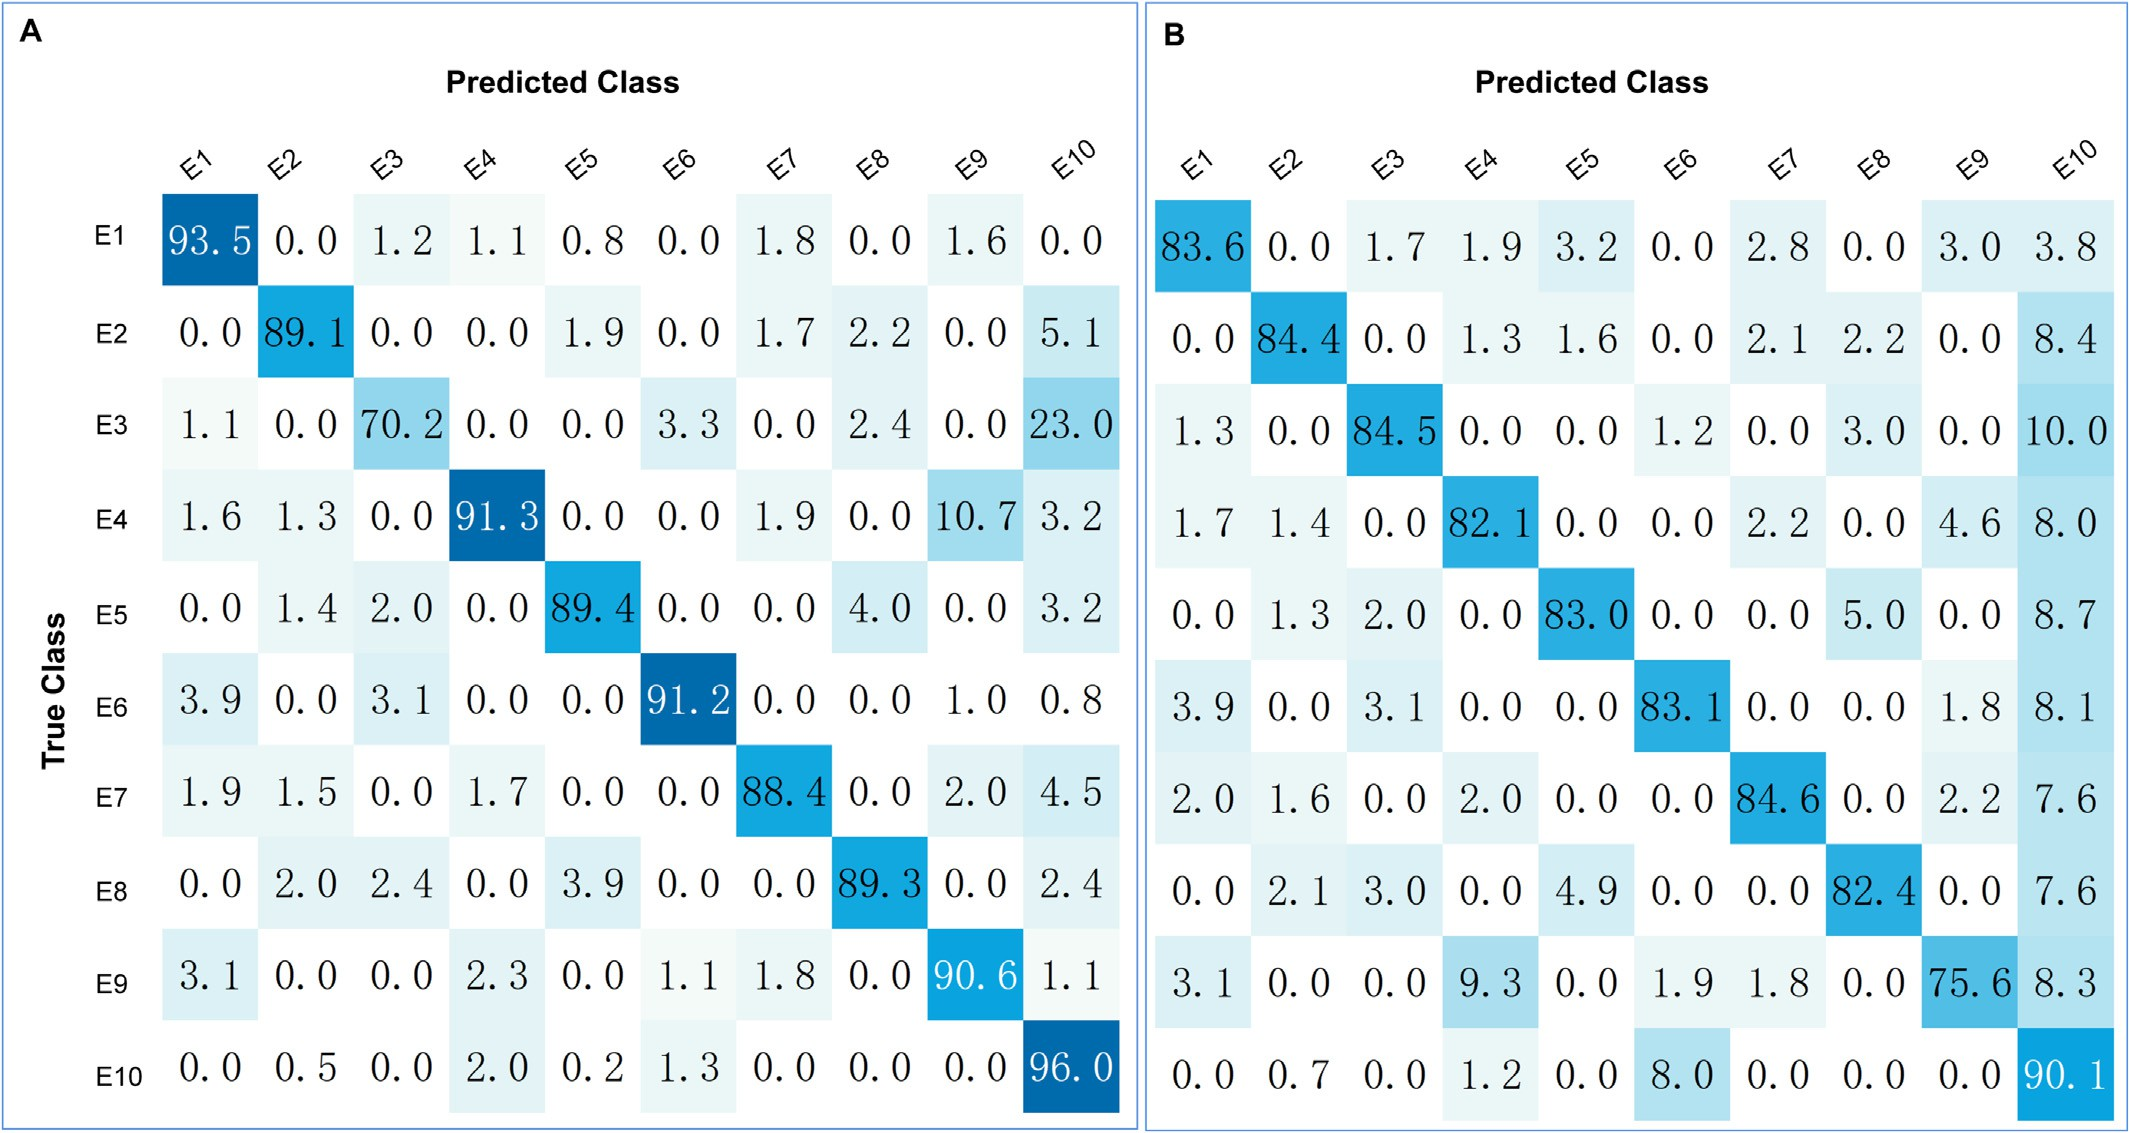 A
Predicted Class
E1 E2 E3 E4 E5 E6 E7 E8 E9 E10
E1 93.5 0.0 1.2 1.1 0.8 0.0 1.8 0.0 1.6 0.0
E2 0.0 89.1 0.0 0.0 1.9 0.0 1.7 2.2 0.0 5.1
E3 1.1 0.0 70.2 0.0 0.0 3.3 0.0 2.4 0.0 23.0
E4 1.6 1.3 0.0 91.3 0.0 0.0 1.9 0.0 10.7 3.2
E5 0.0 1.4 2.0 0.0 89.4 0.0 0.0 4.0 0.0 3.2
E6 3.9 0.0 3.1 0.0 0.0 91.2 0.0 0.0 1.0 0.8
E7 1.9 1.5 0.0 1.7 0.0 0.0 88.4 0.0 2.0 4.5
E8 0.0 2.0 2.4 0.0 3.9 0.0 0.0 89.3 0.0 2.4
E9 3.1 0.0 0.0 2.3 0.0 1.1 1.8 0.0 90.6 1.1
E10 0.0 0.5 0.0 2.0 0.2 1.3 0.0 0.0 0.0 96.0
True Class
B
Predicted Class
E1 E2 E3 E4 E5 E6 E7 E8 E9 E10
83.6 0.0 1.7 1.9 3.2 0.0 2.8 0.0 3.0 3.8
0.0 84.4 0.0 1.3 1.6 0.0 2.1 2.2 0.0 8.4
1.3 0.0 84.5 0.0 0.0 1.2 0.0 3.0 0.0 10.0
1.7 1.4 0.0 82.1 0.0 0.0 2.2 0.0 4.6 8.0
0.0 1.3 2.0 0.0 83.0 0.0 0.0 5.0 0.0 8.7
3.9 0.0 3.1 0.0 0.0 83.1 0.0 0.0 1.8 8.1
2.0 1.6 0.0 2.0 0.0 0.0 84.6 0.0 2.2 7.6
0.0 2.1 3.0 0.0 4.9 0.0 0.0 82.4 0.0 7.6
3.1 0.0 0.0 9.3 0.0 1.9 1.8 0.0 75.6 8.3
0.0 0.7 0.0 1.2 0.0 8.0 0.0 0.0 0.0 90.1